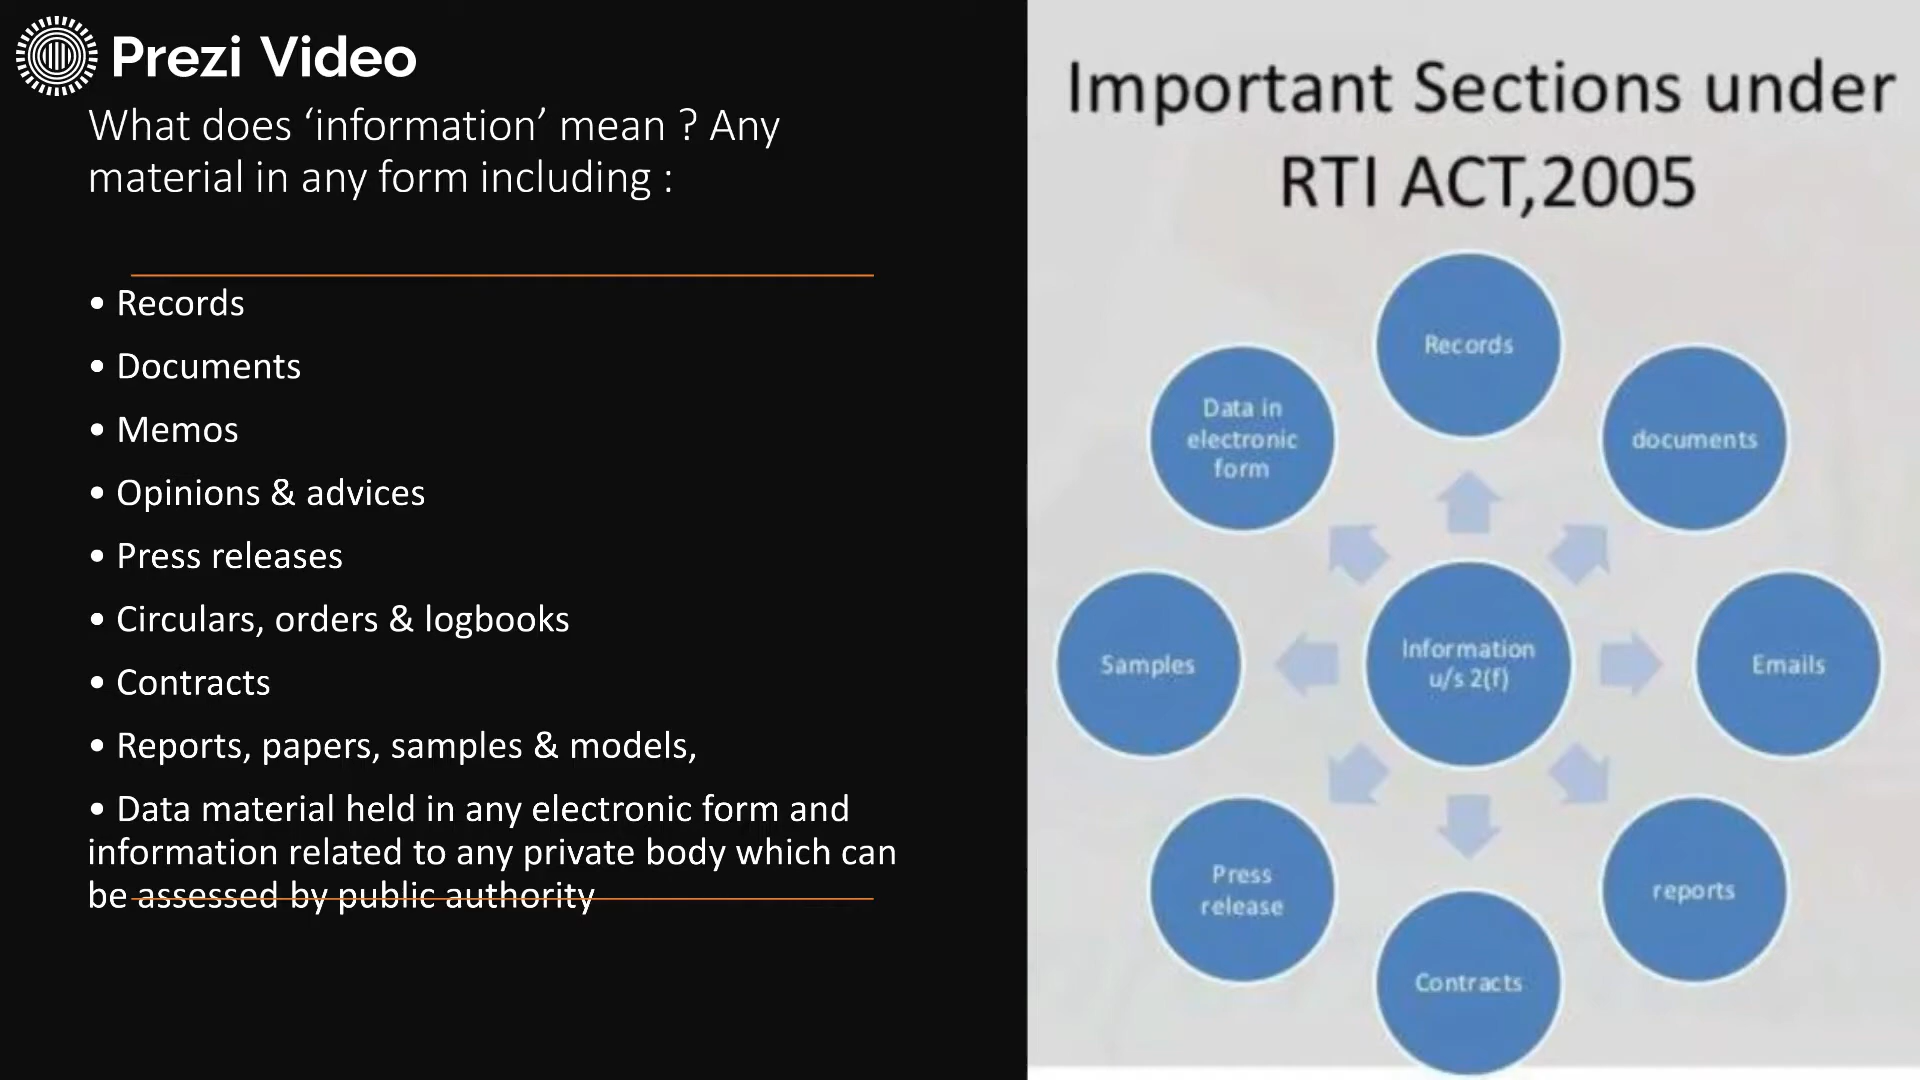 Prezi Video
What does ‘information’ mean ? Any
material in any form including :
• Records
• Documents
• Memos
• Opinions & advices
• Press releases
• Circulars, orders & logbooks
• Contracts
• Reports, papers, samples & models,
• Data material held in any electronic form and
information related to any private body which can
be assessed by public authority
Important Sections under
RTI ACT,2005
Records
documents
Emails
reports
Contracts
Press
release
Samples
Data in
electronic
form
Information
u/s 2(f)